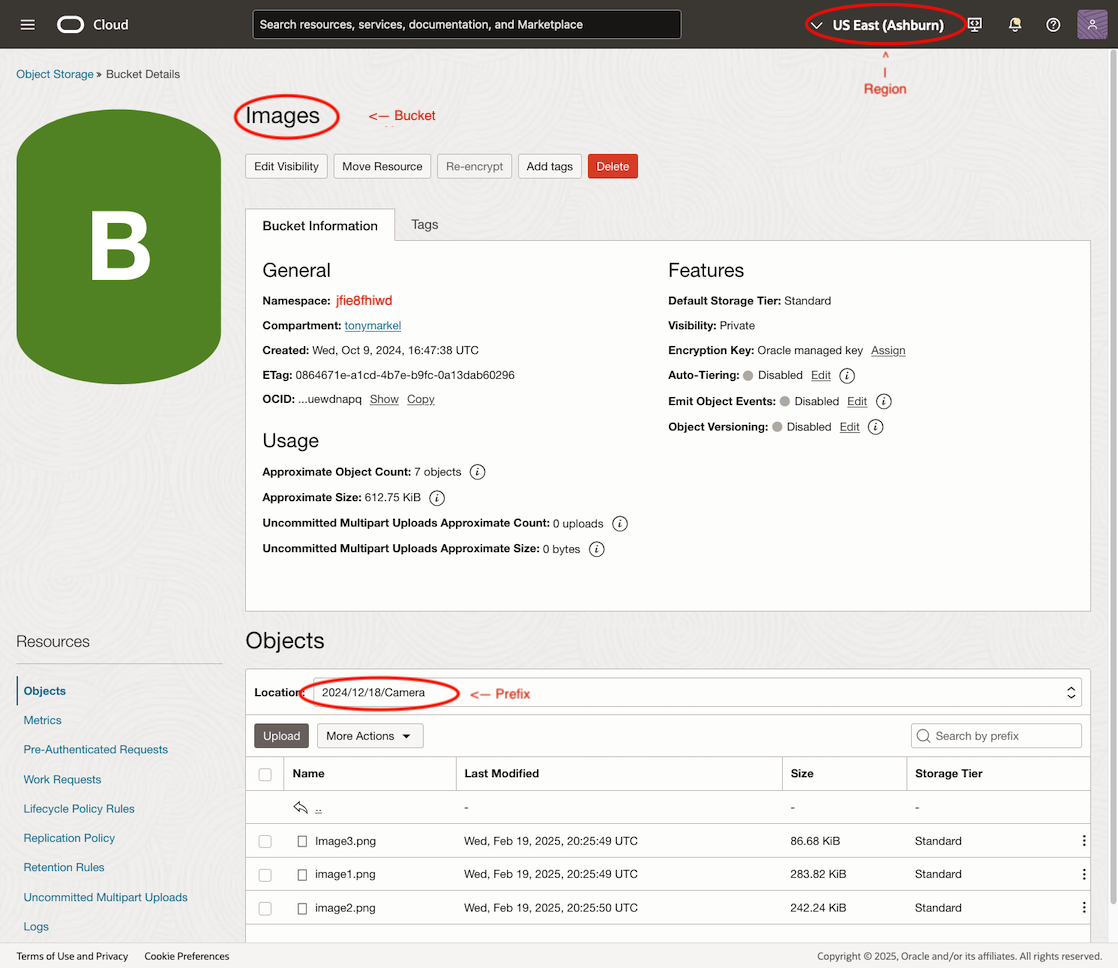 Cloud
Search resources, services, documentation, and Marketplace
US East (Ashburn)
Region
Object Storage » Bucket Details
Images
<— Bucket
B
Edit Visibility
Move Resource
Re-encrypt
Add tags
Delete
Bucket Information
Tags
General
Namespace: jfie8fhiwd
Compartment: tonymarkel
Created: Wed, Oct 9, 2024, 16:47:38 UTC
ETag: 0864671e-a1cd-4b7e-b9fc-0a13dab60296
OCID: ...uewdnapq Show Copy
Usage
Approximate Object Count: 7 objects
Approximate Size: 612.75 KiB
Uncommitted Multipart Uploads Approximate Count: 0 uploads
Uncommitted Multipart Uploads Approximate Size: 0 bytes
Features
Default Storage Tier: Standard
Visibility: Private
Encryption Key: Oracle managed key Assign
Auto-Tiering: Disabled Edit
Emit Object Events: Disabled Edit
Object Versioning: Disabled Edit
Resources
Objects
Metrics
Pre-Authenticated Requests
Work Requests
Lifecycle Policy Rules
Replication Policy
Retention Rules
Uncommitted Multipart Uploads
Logs
Objects
Location: 2024/12/18/Camera <— Prefix
Upload
More Actions
Search by prefix
Name Last Modified Size Storage Tier
.. - - -
Image3.png Wed, Feb 19, 2025, 20:25:49 UTC 86.68 KiB Standard
image1.png Wed, Feb 19, 2025, 20:25:49 UTC 283.82 KiB Standard
image2.png Wed, Feb 19, 2025, 20:25:50 UTC 242.24 KiB Standard
Terms of Use and Privacy Cookie Preferences
Copyright © 2025, Oracle and/or its affiliates. All rights reserved.